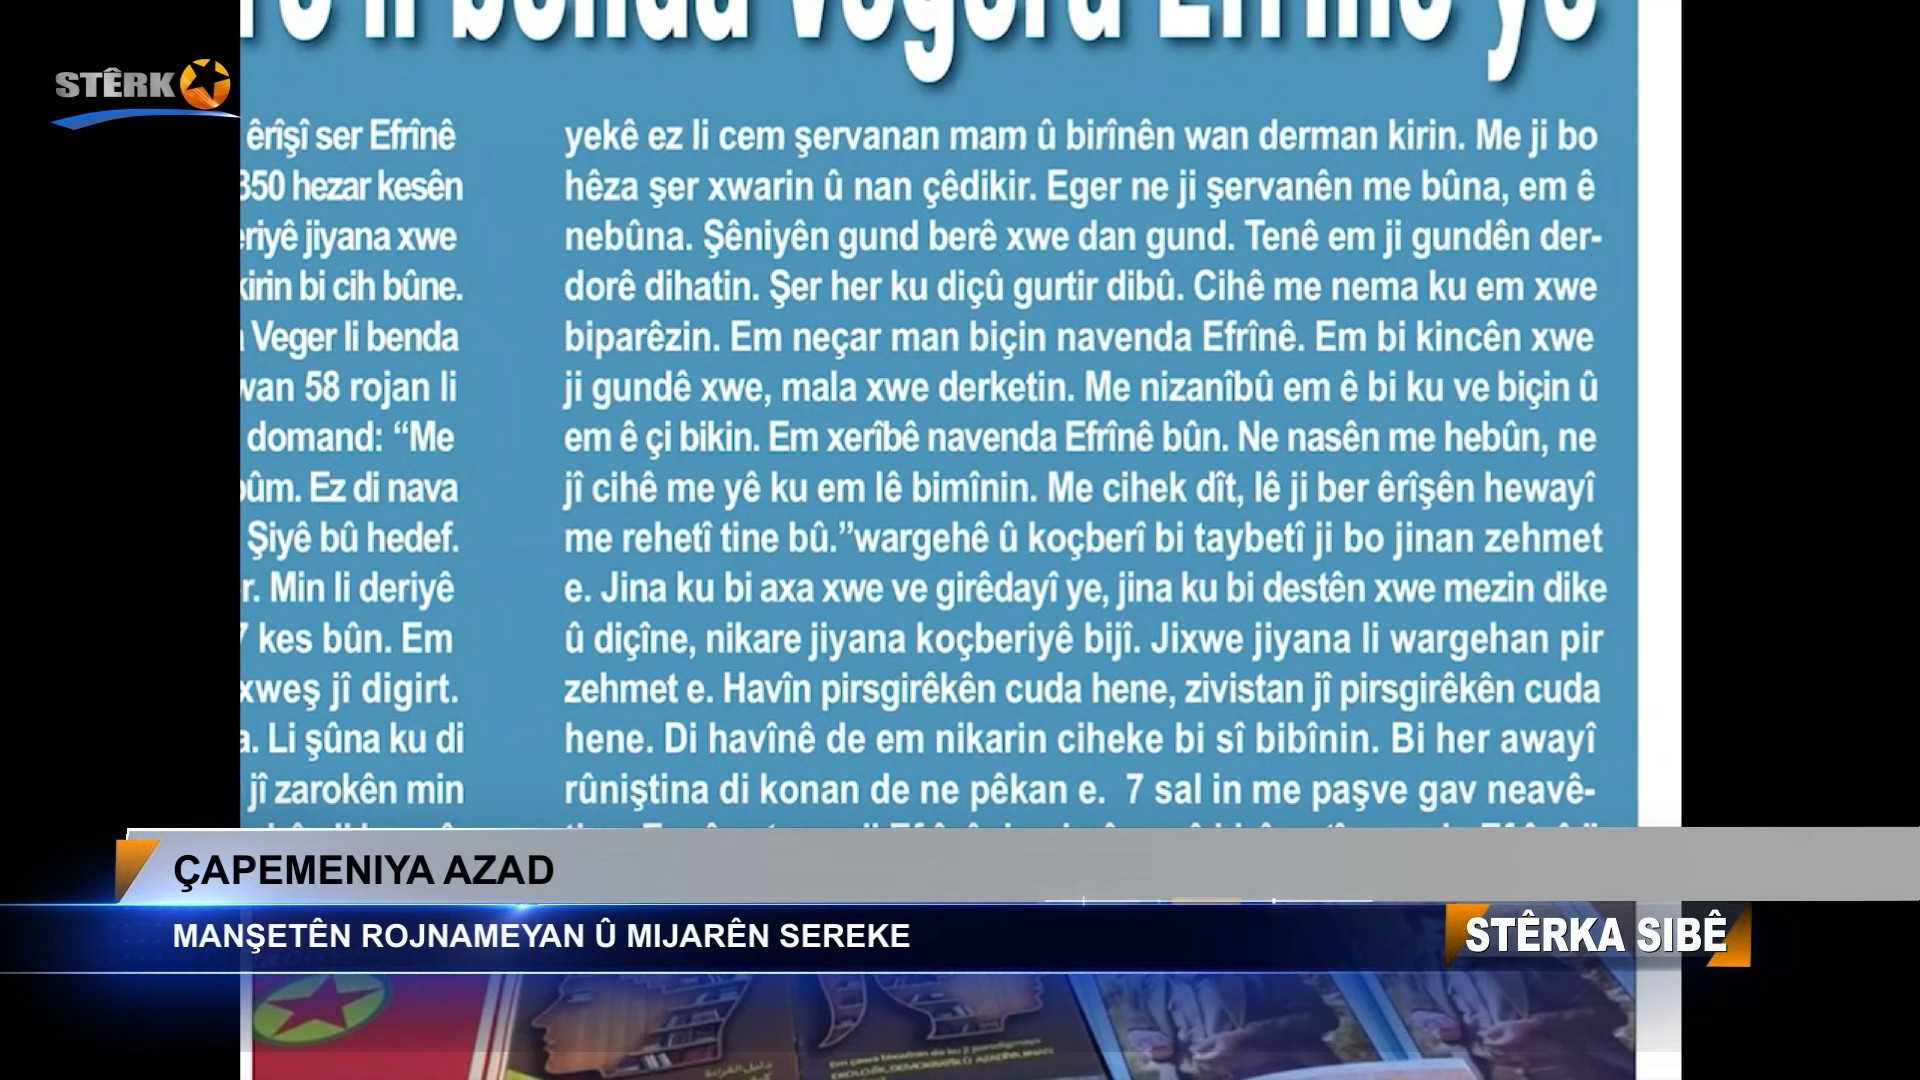 STÊRK
li benda vegera Efrînê ye
êrîşî ser Efrînê
350 hezar kesên
jiyana xwe
kirin bi cih bûne.
Veger li benda
wan 58 rojan li
domand: “Me
bûm. Ez di nava
Şiyê bû hedef.
Min li deriyê
7 kes bûn. Em
xweş jî digirt.
Li şûna ku di
jî zarokên min
yekê ez li cem şervanan mam û birînên wan derman kirin. Me ji bo
hêza şer xwarin û nan çêdikir. Eger ne ji şervanên me bûna, em ê
nebûna. Şêniyên gund berê xwe dan gund. Tenê em ji gundên der-
dorê dihatin. Şer her ku diçû gurtir dibû. Cihê me nema ku em xwe
biparêzin. Em neçar man biçin navenda Efrînê. Em bi kincên xwe
ji gundê xwe, mala xwe derketin. Me nizanîbû em ê bi ku ve biçin û
em ê çi bikin. Em xerîbê navenda Efrînê bûn. Ne nasên me hebûn, ne
jî cihê me yê ku em lê bimînin. Me cihek dît, lê ji ber êrîşên hewayî
me rehetî tine bû.”wargehê û koçberî bi taybetî ji bo jinan zehmet
e. Jina ku bi axa xwe ve girêdayî ye, jina ku bi destên xwe mezin dike
û diçîne, nikare jiyana koçberiyê bijî. Jixwe jiyana li wargehan pir
zehmet e. Havîn pirsgirêkên cuda hene, zivistan jî pirsgirêkên cuda
hene. Di havînê de em nikarin ciheke bi sî bibînin. Bi her awayî
rûniştina di konan de ne pêkan e. 7 sal in me paşve gav neavê-
ÇAPEMENIYA AZAD
MANŞETÊN ROJNAMEYAN Û MIJARÊN SEREKE
STÊRKA SIBÊ